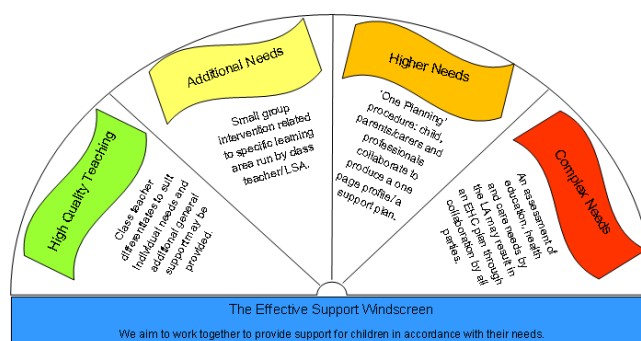 High Quality Teaching
Class teacher
differentiates to suit
Individual needs and
additional general
support may be
provided.
Additional Needs
Small group
intervention related
to specific learning
area run by class
teacher/ LSA.
Higher Needs
'One Planning'
procedure: child,
parents/carers and
professionals
collaborate to
produce a one
page profile/a
support plan.
Complex Needs
An assessment of
education, health
and care needs by
the LA may result in
an EHC plan through
collaboration by all
parties.
The Effective Support Windscreen
We aim to work together to provide support for children in accordance with their needs.